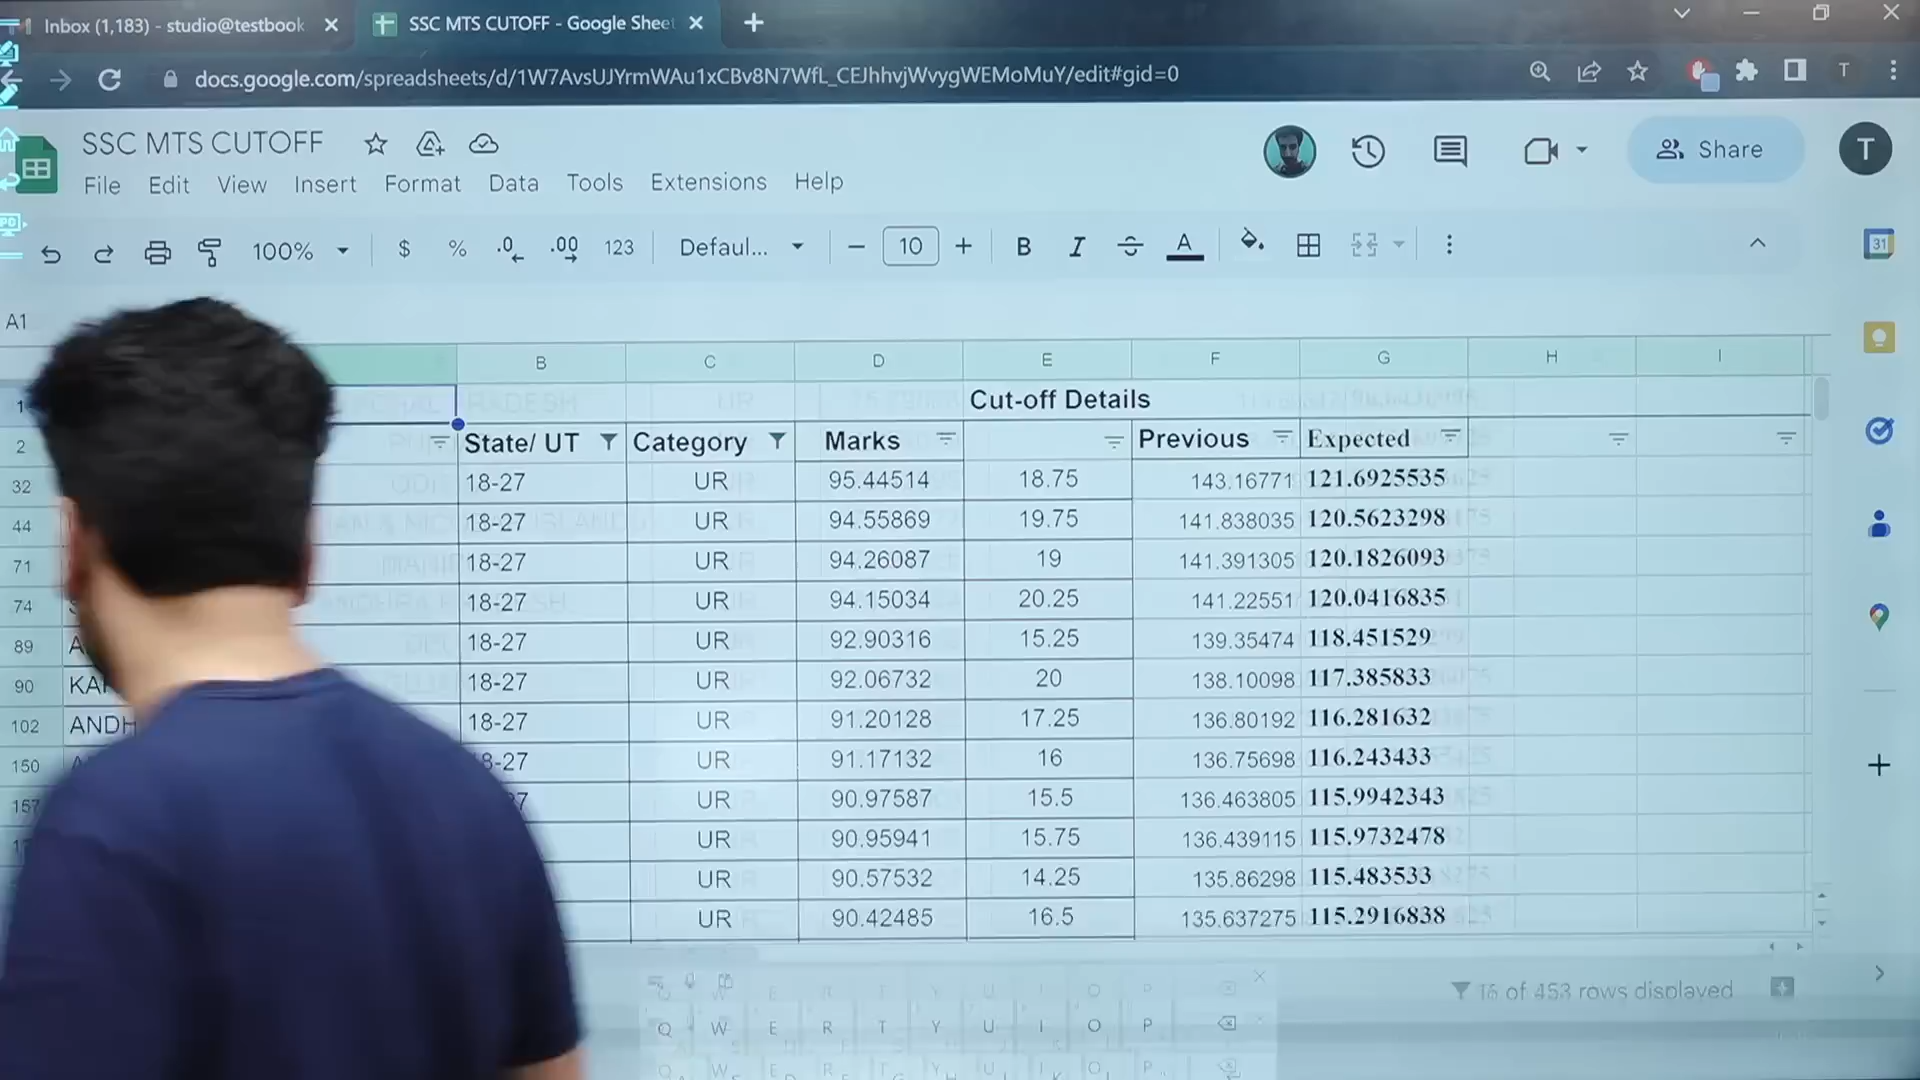 Inbox (1,183) - studio@testbook
SSC MTS CUTOFF - Google Sheet
docs.google.com/spreadsheets/d/1W7AvsUJYrmWAu1xCBv8N7WfL_CEJhhvjWvygWEMoMuY/edit#gid=0
T
SSC MTS CUTOFF
Share
T
File Edit View Insert Format Data Tools Extensions Help
100% $ % .0 .00 123 Defaul... 10 B I A
31
A1
B C D E F G H I
1 Cut-off Details
2 State/ UT Category Marks Previous Expected
32 18-27 UR 95.44514 18.75 143.16771 121.6925535
44 18-27 UR 94.55869 19.75 141.838035 120.5623298
71 18-27 UR 94.26087 19 141.391305 120.1826093
74 18-27 UR 94.15034 20.25 141.22551 120.0416835
89 18-27 UR 92.90316 15.25 139.35474 118.451529
90 18-27 UR 92.06732 20 138.10098 117.385833
102 ANDH 18-27 UR 91.20128 17.25 136.80192 116.281632
150 8-27 UR 91.17132 16 136.75698 116.243433
157 UR 90.97587 15.5 136.463805 115.9942343
UR 90.95941 15.75 136.439115 115.9732478
UR 90.57532 14.25 135.86298 115.483533
UR 90.42485 16.5 135.637275 115.2916838
16 of 453 rows displayed
Q W E R T Y U I O P